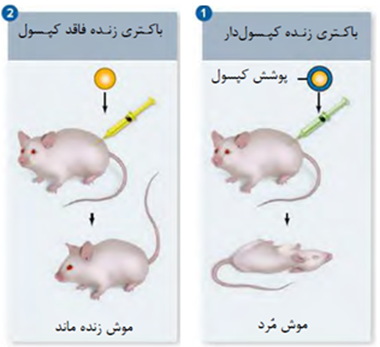 1
باکتری زنده کپسول‌دار
پوشش کپسول
موش مُرد
2
باکتری زنده فاقد کپسول
موش زنده ماند